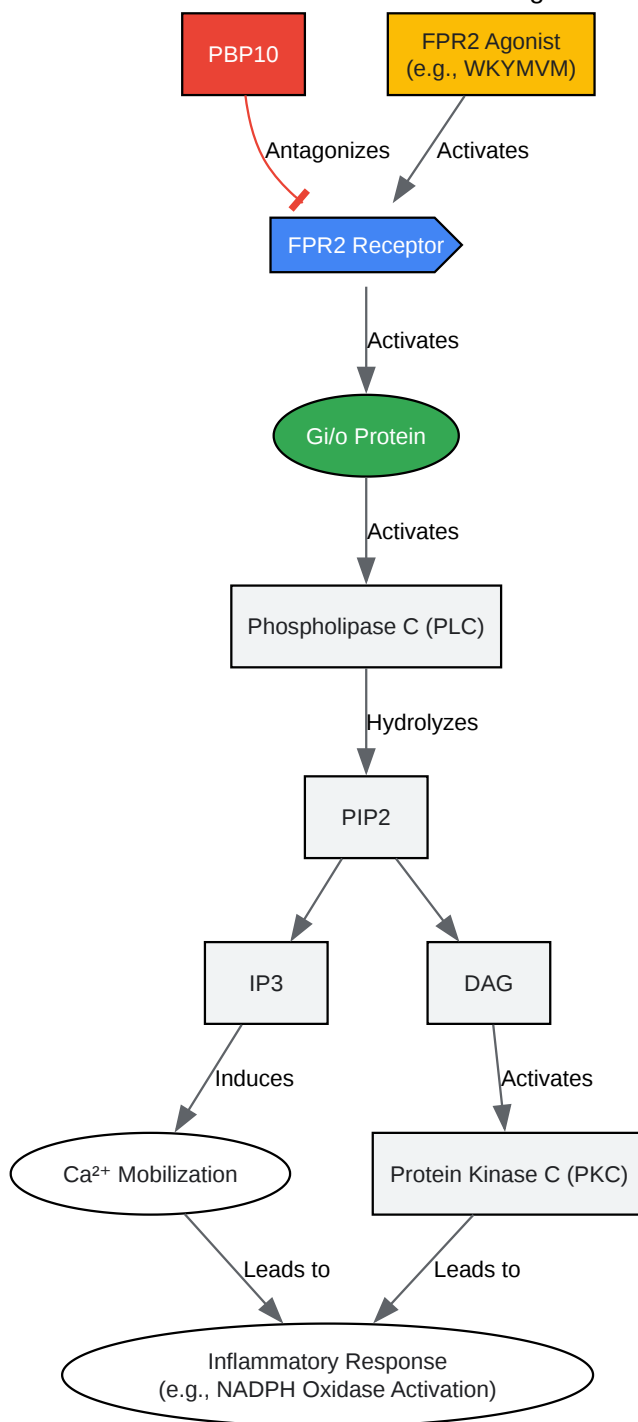 PBP10
FPR2 Agonist
(e.g., WKYMVM)
Antagonizes
Activates
FPR2 Receptor
Activates
Gi/o Protein
Activates
Phospholipase C (PLC)
Hydrolyzes
PIP2
IP3
DAG
Induces
Activates
Ca²⁺ Mobilization
Protein Kinase C (PKC)
Leads to
Leads to
Inflammatory Response
(e.g., NADPH Oxidase Activation)